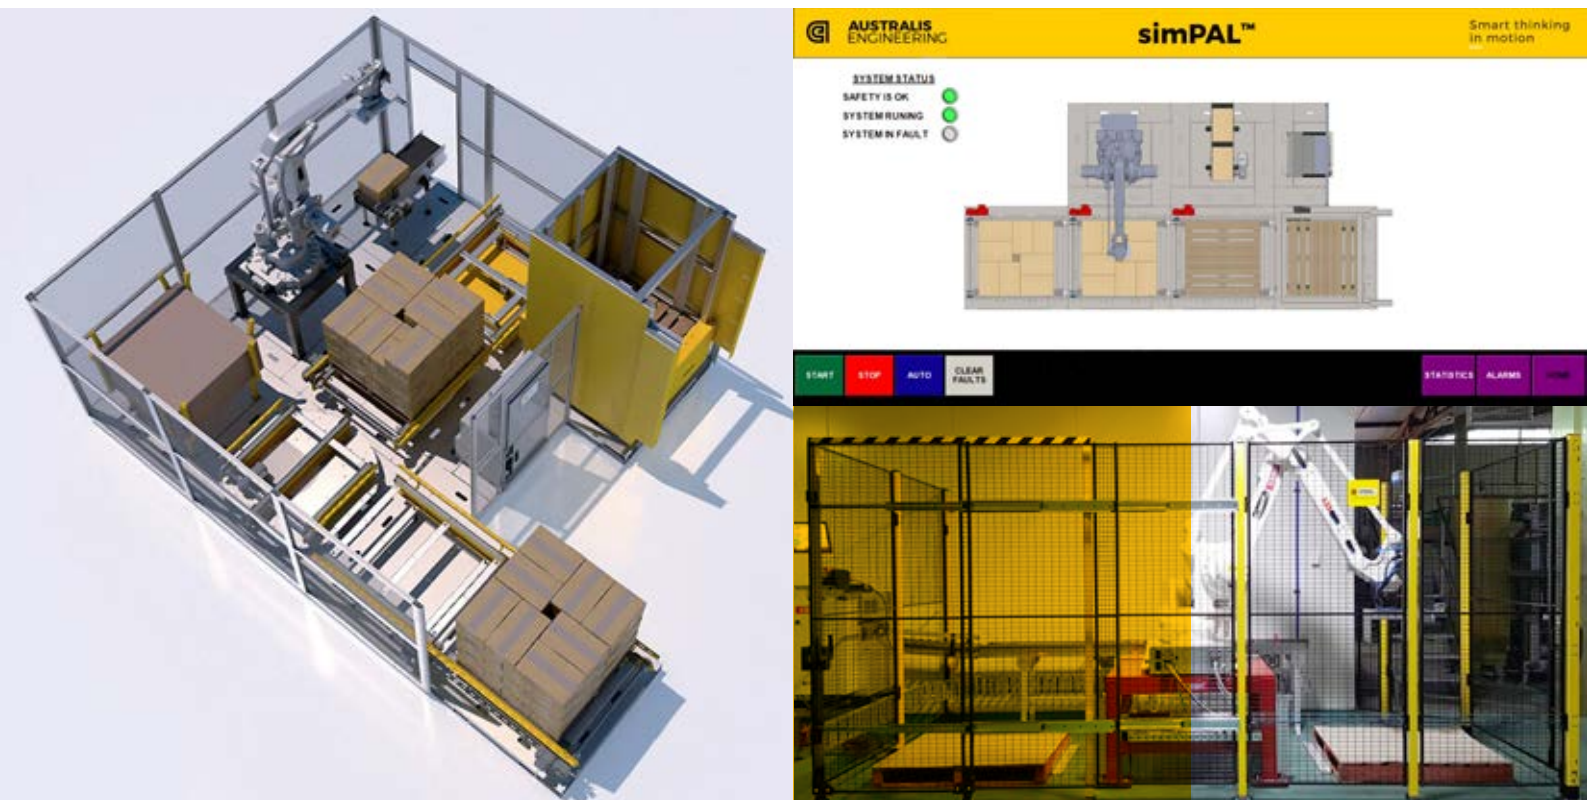 AUSTRALIS
ENGINEERING
simPAL™
Smart thinking
in motion
SYSTEM STATUS
SAFETY IS OK
SYSTEM RUNING
SYSTEM IN FAULT
START
STOP
AUTO
CLEAR
FAULTS
STATISTICS
ALARMS
HOME